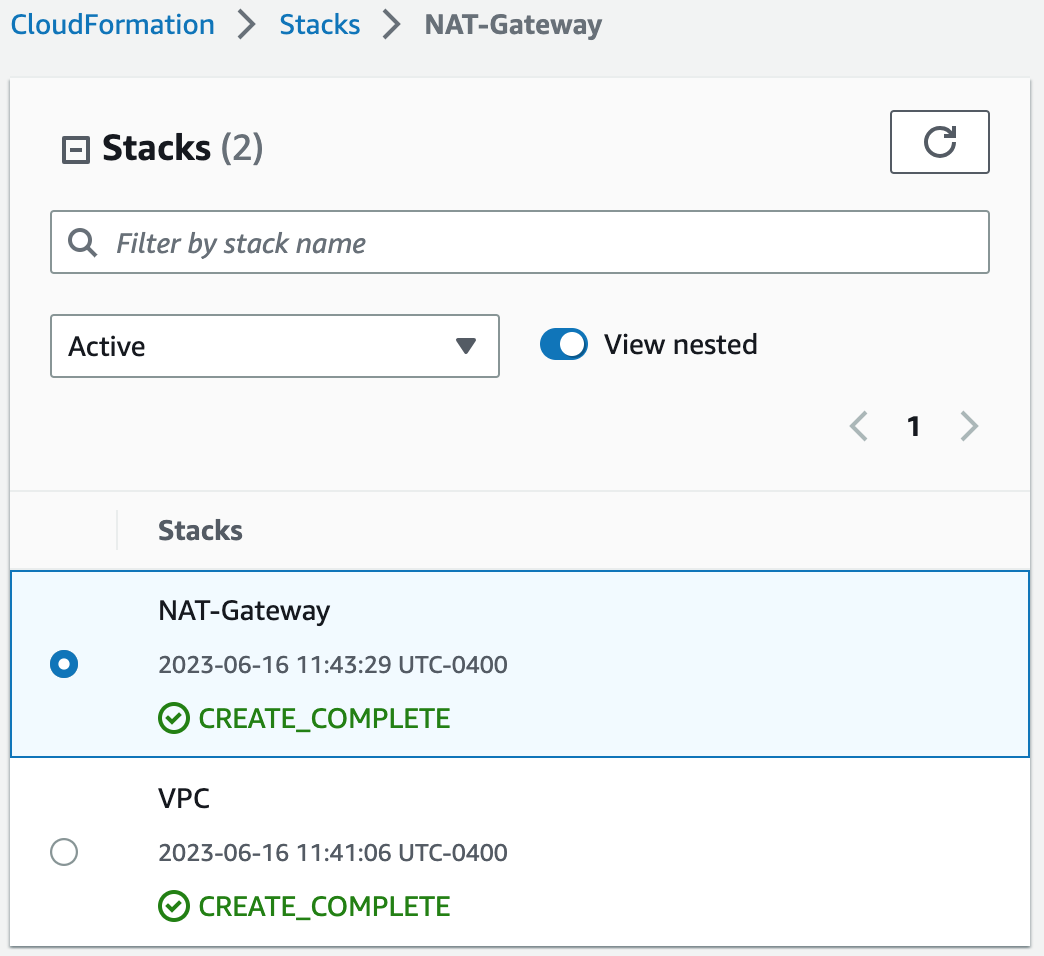 CloudFormation > Stacks > NAT-Gateway
Stacks (2)
Filter by stack name
Active View nested
1
Stacks
NAT-Gateway
2023-06-16 11:43:29 UTC-0400
CREATE_COMPLETE
VPC
2023-06-16 11:41:06 UTC-0400
CREATE_COMPLETE